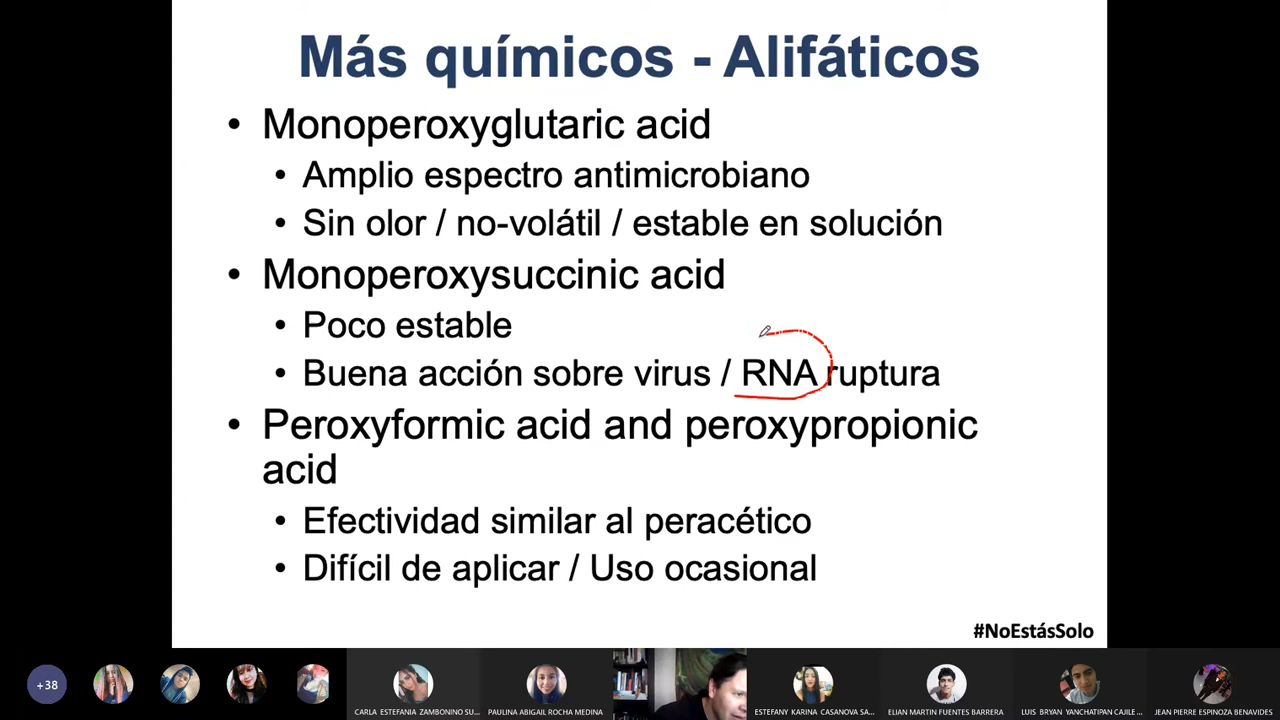 Más químicos - Alifáticos
• Monoperoxyglutaric acid
• Amplio espectro antimicrobiano
• Sin olor / no-volátil / estable en solución
• Monoperoxysuccinic acid
• Poco estable
• Buena acción sobre virus / RNA ruptura
• Peroxyformic acid and peroxypropionic
acid
• Efectividad similar al peracético
• Difícil de aplicar / Uso ocasional
#NoEstásSolo
+38
CARLA ESTEFANIA ZAMBONINO SU...
PAULINA ABIGAIL ROCHA MEDINA
ESTEFANY KARINA CASANOVA SA...
ELIAN MARTIN FUENTES BARRERA
LUIS BRYAN YANCHATIPAN CAJILE...
JEAN PIERRE ESPINOZA BENAVIDES